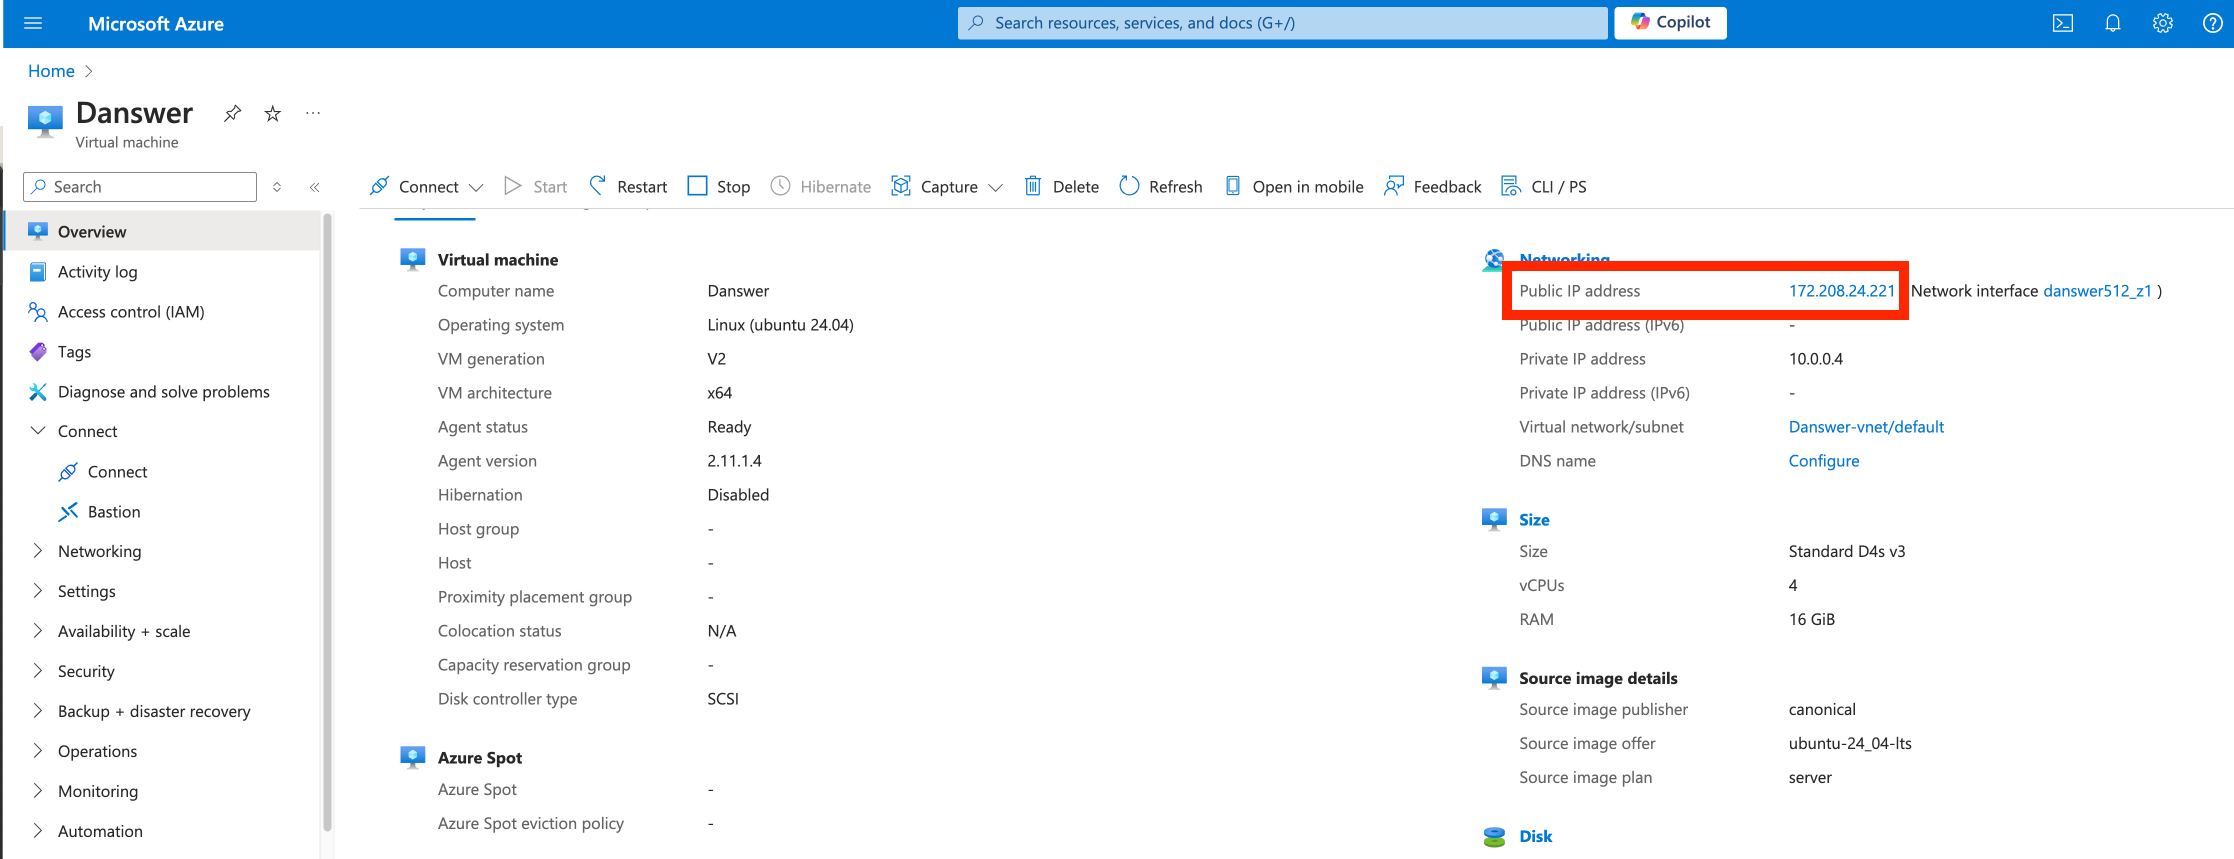 Microsoft Azure
Search resources, services, and docs (G+/)
Copilot
Home
Danswer
Virtual machine
Search
Connect
Start
Restart
Stop
Hibernate
Capture
Delete
Refresh
Open in mobile
Feedback
CLI / PS
Overview
Activity log
Access control (IAM)
Tags
Diagnose and solve problems
Connect
Connect
Bastion
Networking
Settings
Availability + scale
Security
Backup + disaster recovery
Operations
Monitoring
Automation
Virtual machine
Computer name Danswer
Operating system Linux (ubuntu 24.04)
VM generation V2
VM architecture x64
Agent status Ready
Agent version 2.11.1.4
Hibernation Disabled
Host group -
Host -
Proximity placement group -
Colocation status N/A
Capacity reservation group -
Disk controller type SCSI
Azure Spot
Azure Spot -
Azure Spot eviction policy -
Networking
Public IP address 172.208.24.221 Network interface danswer512_z1 )
Public IP address (IPv6) -
Private IP address 10.0.0.4
Private IP address (IPv6) -
Virtual network/subnet Danswer-vnet/default
DNS name Configure
Size
Size Standard D4s v3
vCPUs 4
RAM 16 GiB
Source image details
Source image publisher canonical
Source image offer ubuntu-24_04-lts
Source image plan server
Disk